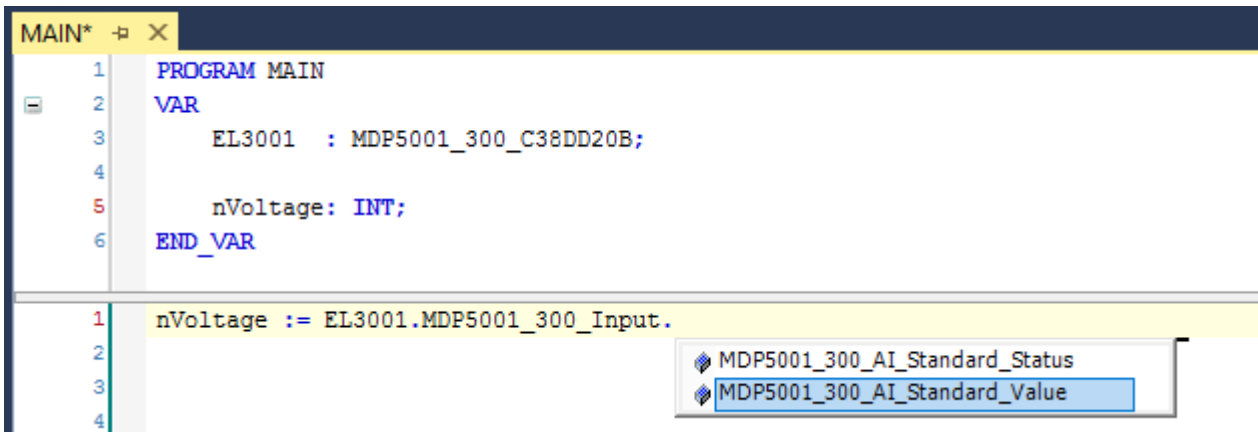 MAIN*
1 PROGRAM MAIN
2 VAR
3 EL3001 : MDP5001_300_C38DD20B;
4
5 nVoltage: INT;
6 END_VAR
1 nVoltage := EL3001.MDP5001_300_Input.
2 MDP5001_300_AI_Standard_Status
3 MDP5001_300_AI_Standard_Value
4